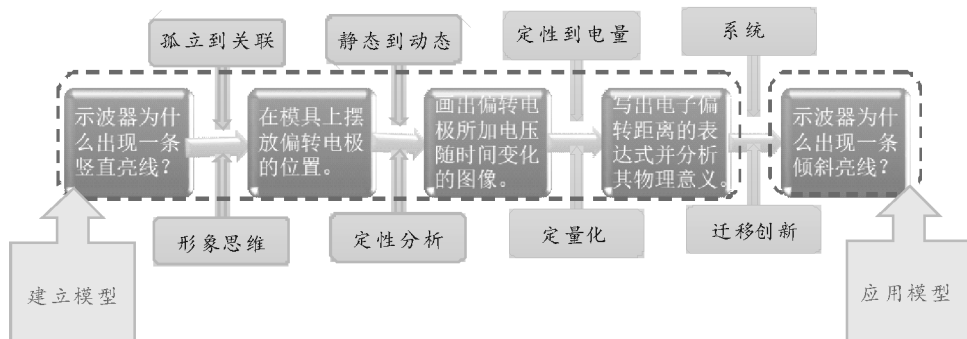 孤立到关联
静态到动态
定性到电量
系统
示波器为什
么出现一条
竖直亮线?
在模具上摆
放偏转电极
的位置。
画出偏转电
极所加电压
随时间变化
的图像。
写出电子偏
转距离的表
达式并分析
其物理意义。
示波器为什
么出现一条
倾斜亮线?
形象思维
定性分析
定量化
迁移创新
建立模型
应用模型